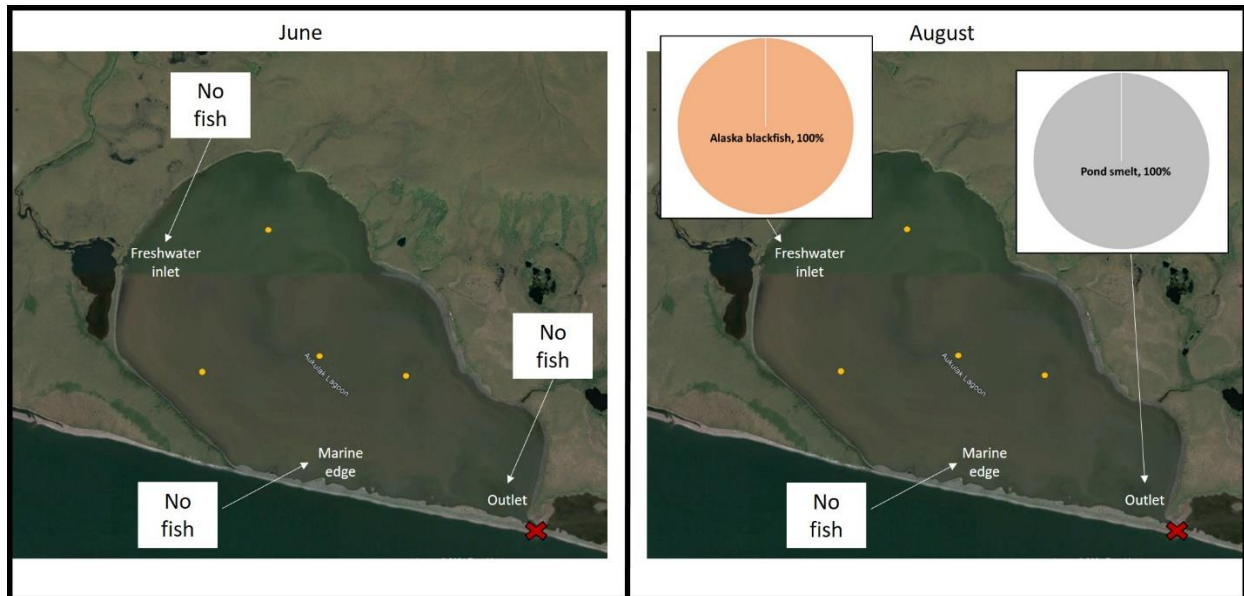 June
No
fish
Freshwater
inlet
No
fish
Aukulak Lagoon
Marine
edge
No
fish
Outlet
August
Alaska blackfish, 100%
Pond smelt, 100%
Freshwater
inlet
Aukulak Lagoon
Marine
edge
No
fish
Outlet